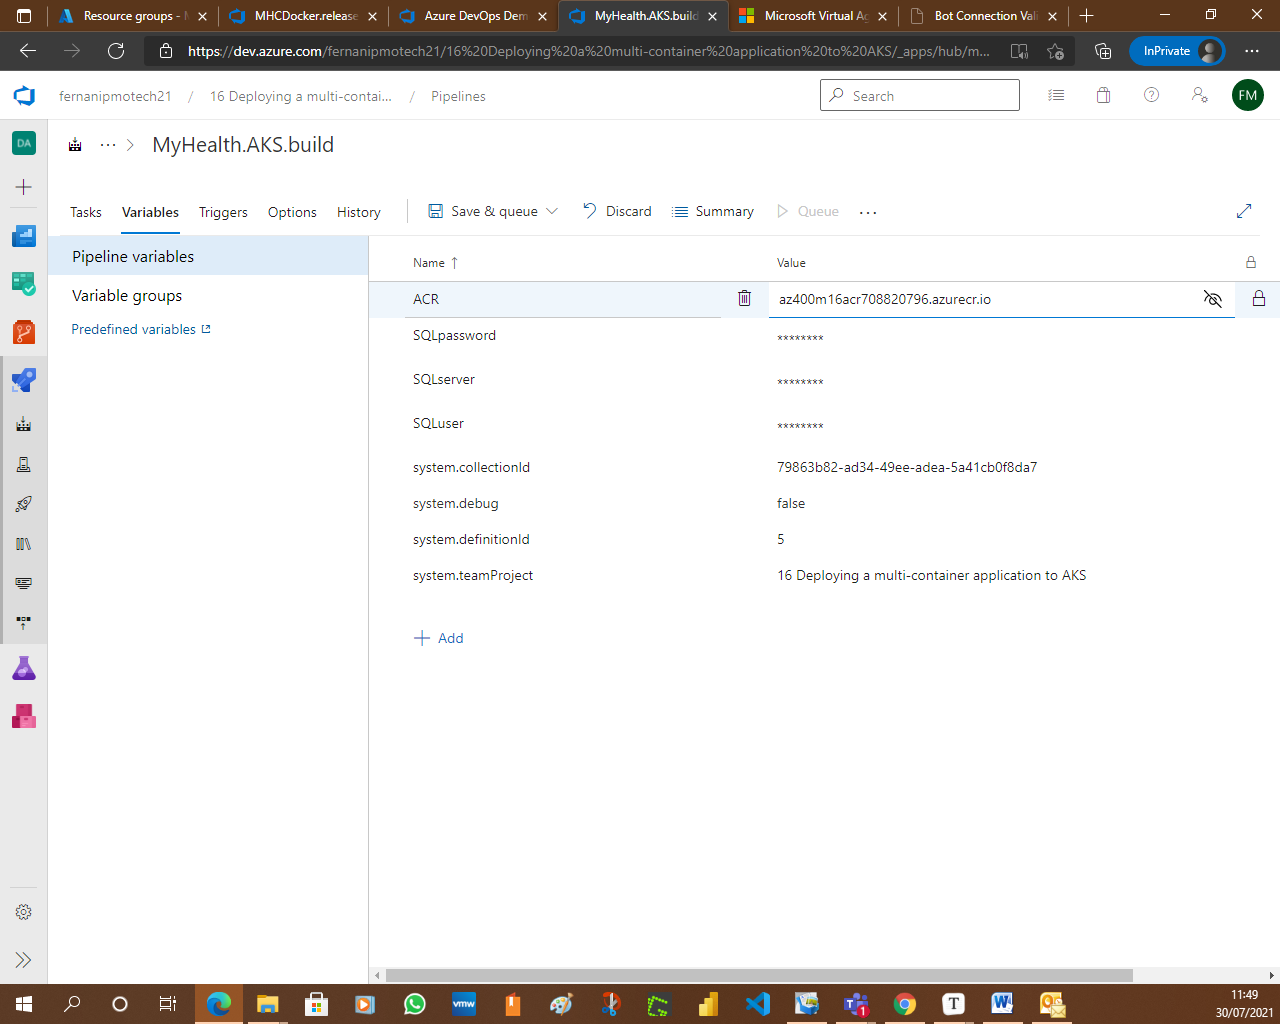 Resource groups - M
MHCDocker.release
Azure DevOps Dem
MyHealth.AKS.build
Microsoft Virtual Ag
Bot Connection Vali
https://dev.azure.com/fernanipmotech21/16%20Deploying%20a%20multi-container%20application%20to%20AKS/_apps/hub/m...
InPrivate
fernanipmotech21 / 16 Deploying a multi-contai... / Pipelines
Search
FM
DA
MyHealth.AKS.build
Tasks
Variables
Triggers
Options
History
Save & queue
Discard
Summary
Queue
...
Pipeline variables
Variable groups
Predefined variables
Name ↑ Value
ACR az400m16acr708820796.azurecr.io
SQLpassword ********
SQLserver ********
SQLuser ********
system.collectionId 79863b82-ad34-49ee-adea-5a41cb0f8da7
system.debug false
system.definitionId 5
system.teamProject 16 Deploying a multi-container application to AKS
+ Add
vmw
T
1
W
11:49
30/07/2021